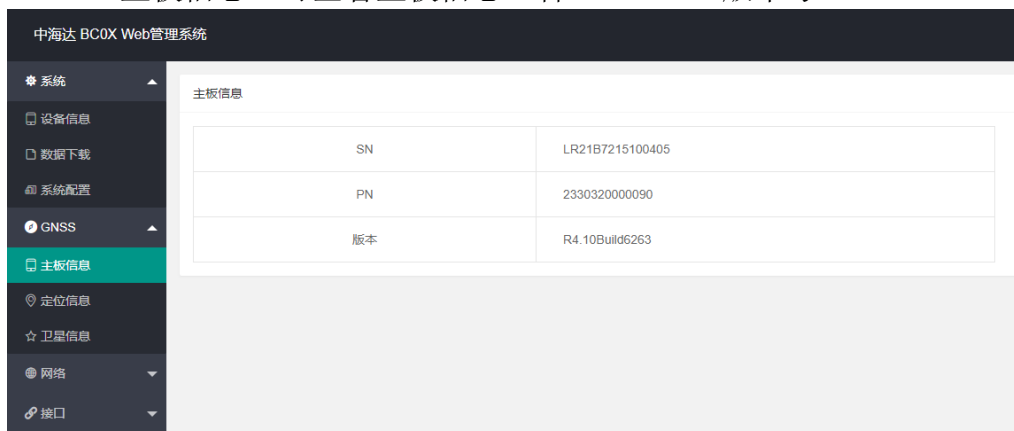 中海达 BC0X Web管理系统
系统
设备信息
数据下载
系统配置
GNSS
主板信息
定位信息
卫星信息
网络
接口
主板信息
SN LR21B7215100405
PN 2330320000090
版本 R4.10Build6263